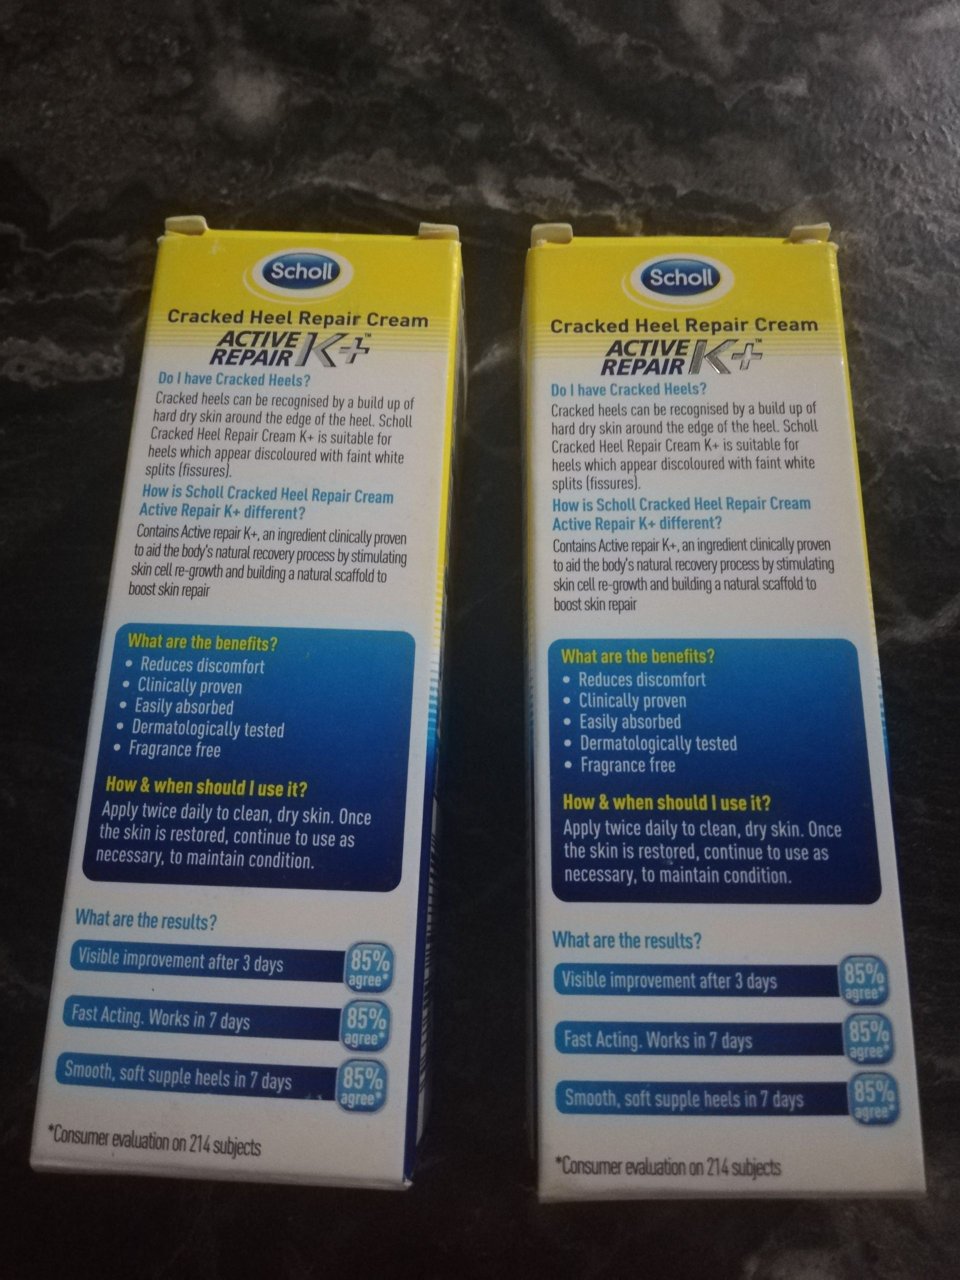 Scholl
Cracked Heel Repair Cream
ACTIVE
REPAIR K+™
Do I have Cracked Heels?
Cracked heels can be recognised by a build up of
hard dry skin around the edge of the heel. Scholl
Cracked Heel Repair Cream K+ is suitable for
heels which appear discoloured with faint white
splits (fissures).
How is Scholl Cracked Heel Repair Cream
Active Repair K+ different?
Contains Active repair K+, an ingredient clinically proven
to aid the body's natural recovery process by stimulating
skin cell re-growth and building a natural scaffold to
boost skin repair
What are the benefits?
• Reduces discomfort
• Clinically proven
• Easily absorbed
• Dermatologically tested
• Fragrance free
How & when should I use it?
Apply twice daily to clean, dry skin. Once
the skin is restored, continue to use as
necessary, to maintain condition.
What are the results?
Visible improvement after 3 days 85% agree*
Fast Acting. Works in 7 days 85% agree*
Smooth, soft supple heels in 7 days 85% agree*
*Consumer evaluation on 214 subjects
Scholl
Cracked Heel Repair Cream
ACTIVE
REPAIR K+™
Do I have Cracked Heels?
Cracked heels can be recognised by a build up of
hard dry skin around the edge of the heel. Scholl
Cracked Heel Repair Cream K+ is suitable for
heels which appear discoloured with faint white
splits (fissures).
How is Scholl Cracked Heel Repair Cream
Active Repair K+ different?
Contains Active repair K+, an ingredient clinically proven
to aid the body's natural recovery process by stimulating
skin cell re-growth and building a natural scaffold to
boost skin repair
What are the benefits?
• Reduces discomfort
• Clinically proven
• Easily absorbed
• Dermatologically tested
• Fragrance free
How & when should I use it?
Apply twice daily to clean, dry skin. Once
the skin is restored, continue to use as
necessary, to maintain condition.
What are the results?
Visible improvement after 3 days 85% agree*
Fast Acting. Works in 7 days 85% agree*
Smooth, soft supple heels in 7 days 85% agree*
*Consumer evaluation on 214 subjects